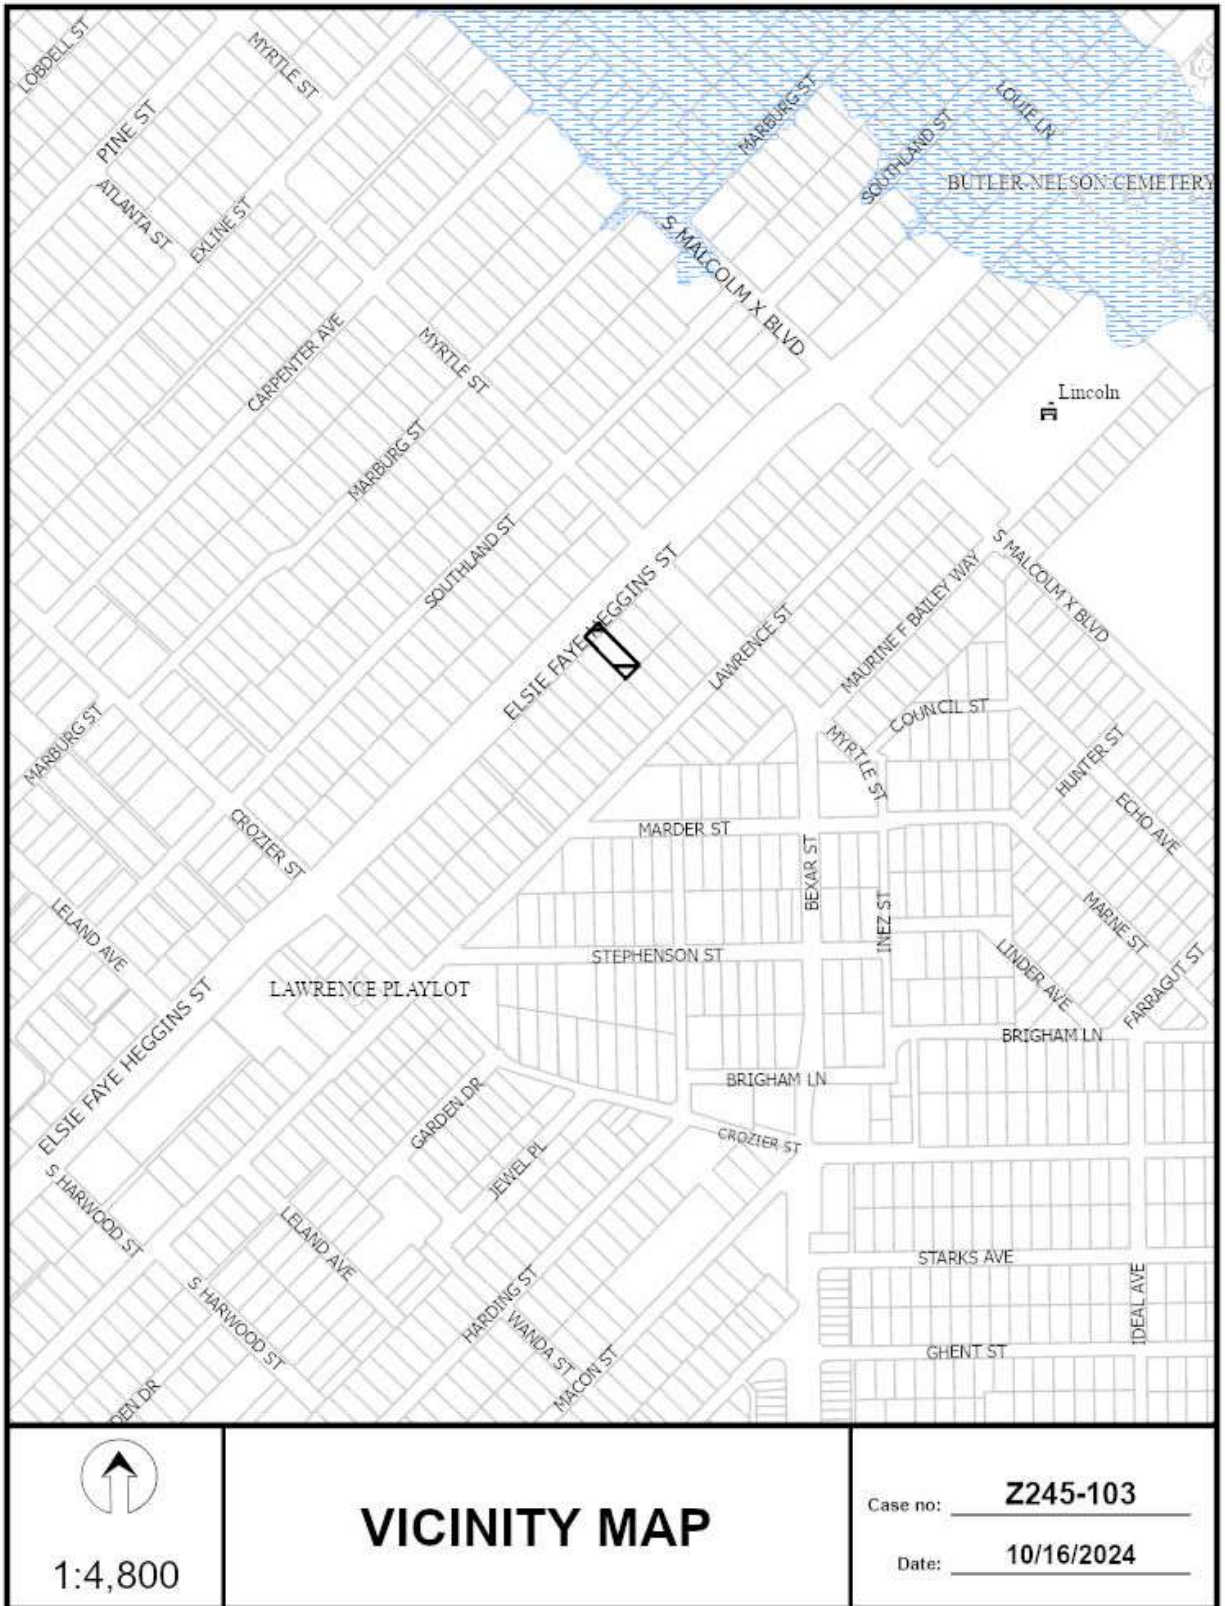 LOBDELL ST
MYRTLE ST
PINE ST
ATLANTA ST
EXLINE ST
MARBURG ST
LOUIE LN
SOUTHLAND ST
BUTLER-NELSON CEMETERY
S MALCOLM X BLVD
CARPENTER AVE
MYRTLE ST
Lincoln
MARBURG ST
SOUTHLAND ST
ELSIE FAYE HEGGINS ST
S MALCOLM X BLVD
MAURINE F BAILEY WAY
LAWRENCE ST
COUNCIL ST
MARBURG ST
MYRTLE ST
HUNTER ST
ECHO AVE
CROZIER ST
MARDER ST
BEXAR ST
INEZ ST
MARNE ST
LELAND AVE
STEPHENSON ST
LINDER AVE
FARRAGUT ST
LAWRENCE PLAYLOT
BRIGHAM LN
ELSIE FAYE HEGGINS ST
BRIGHAM LN
GARDEN DR
CROZIER ST
JEWEL PL
S HARWOOD ST
LELAND AVE
STARKS AVE
IDEAL AVE
S HARWOOD ST
HARDING ST
WANDA ST
GHENT ST
MACON ST
DEN DR
1:4,800
VICINITY MAP
Case no: Z245-103
Date: 10/16/2024